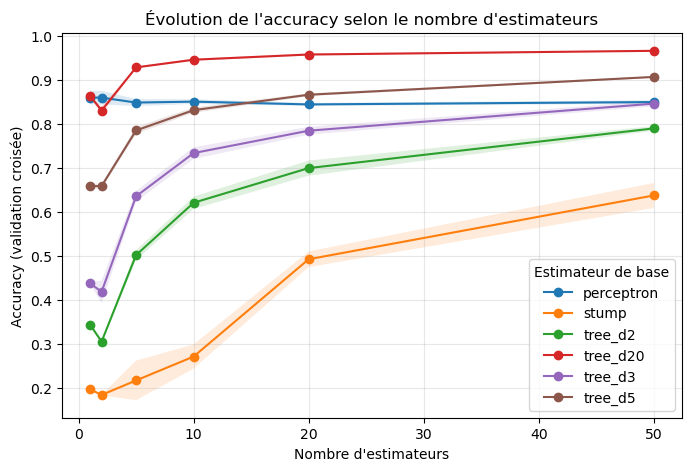 Évolution de l'accuracy selon le nombre d'estimateurs
Accuracy (validation croisée)
1.0
0.9
0.8
0.7
0.6
0.5
0.4
0.3
0.2
0
10
20
30
40
50
Nombre d'estimateurs
Estimateur de base
perceptron
stump
tree_d2
tree_d20
tree_d3
tree_d5